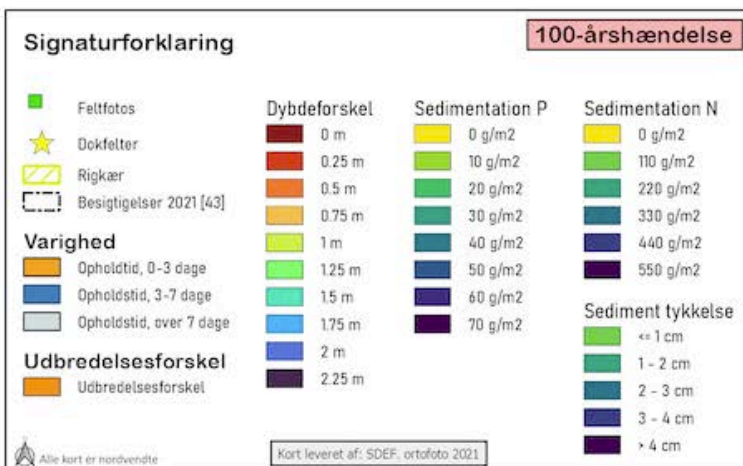 Signaturforklaring
100-årshændelse
Feltfotos
Dokfelter
Rigkær
Besigtigelser 2021 [43]
Varighed
Opholdtid, 0-3 dage
Opholdstid, 3-7 dage
Opholdstid, over 7 dage
Udbredelsesforskel
Udbredelsesforskel
Alle kort er nordvendte
Dybdeforskel
0 m
0.25 m
0.5 m
0.75 m
1 m
1.25 m
1.5 m
1.75 m
2 m
2.25 m
Sedimentation P
0 g/m2
10 g/m2
20 g/m2
30 g/m2
40 g/m2
50 g/m2
60 g/m2
70 g/m2
Sedimentation N
0 g/m2
110 g/m2
220 g/m2
330 g/m2
440 g/m2
550 g/m2
Sediment tykkelse
<= 1 cm
1 - 2 cm
2 - 3 cm
3 - 4 cm
> 4 cm
Kort leveret af: SDEF, ortofoto 2021